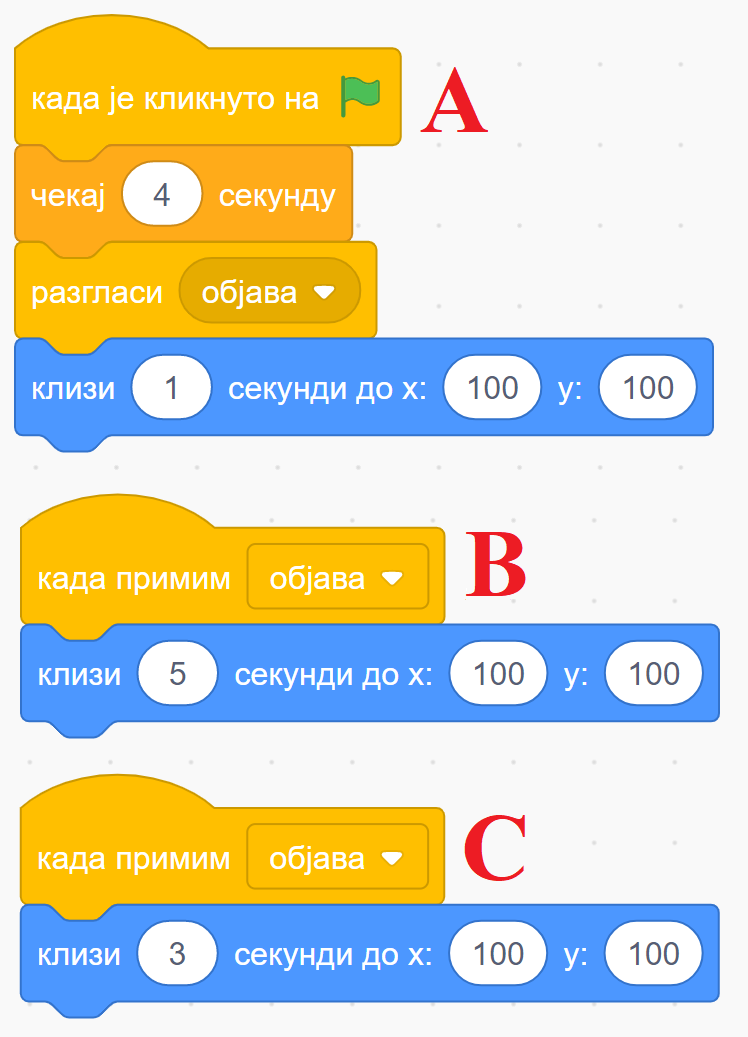 када је кликнуто на
A
чекај 4 секунду
разгласи објава
клизи 1 секунди до x: 100 y: 100
када примим објава
B
клизи 5 секунди до x: 100 y: 100
када примим објава
C
клизи 3 секунди до x: 100 y: 100